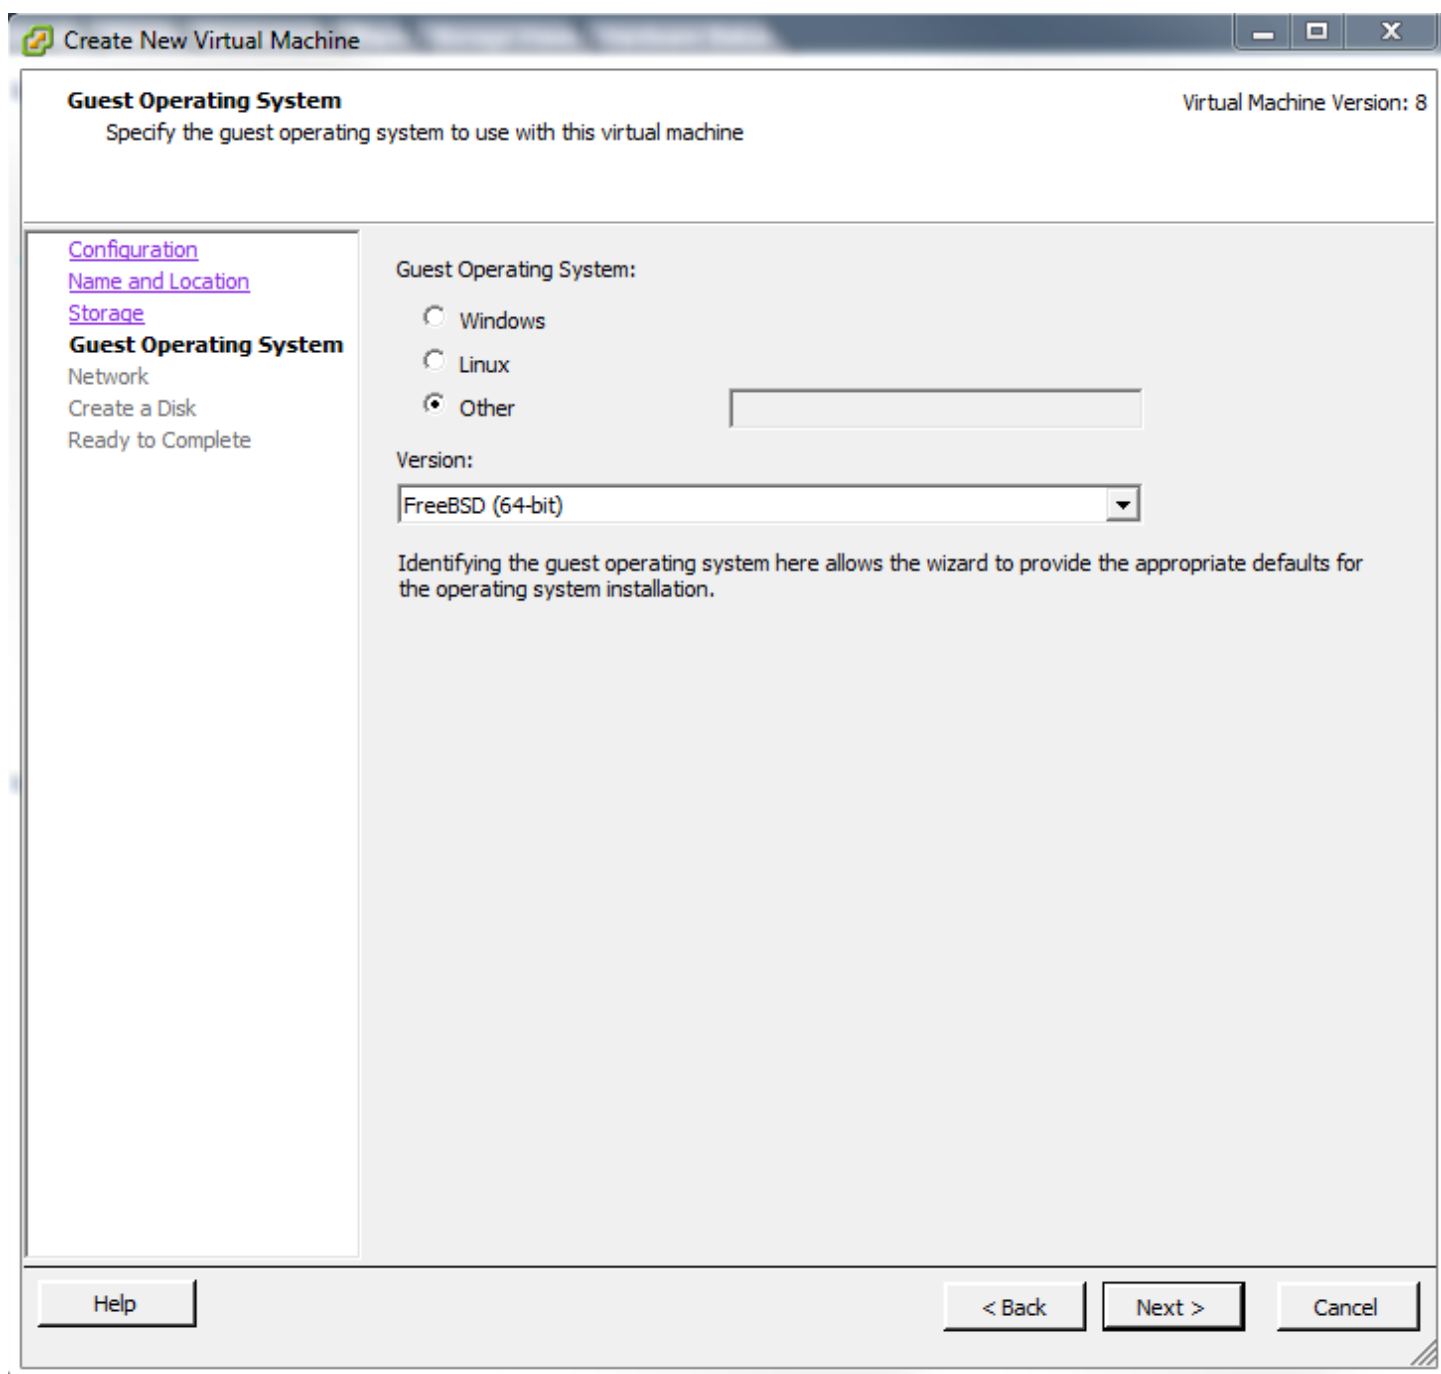 Create New Virtual Machine
Guest Operating System
Virtual Machine Version: 8
Specify the guest operating system to use with this virtual machine
Configuration
Name and Location
Storage
Guest Operating System
Network
Create a Disk
Ready to Complete
Guest Operating System:
Windows
Linux
Other
Version:
FreeBSD (64-bit)
Identifying the guest operating system here allows the wizard to provide the appropriate defaults for
the operating system installation.
Help
< Back
Next >
Cancel